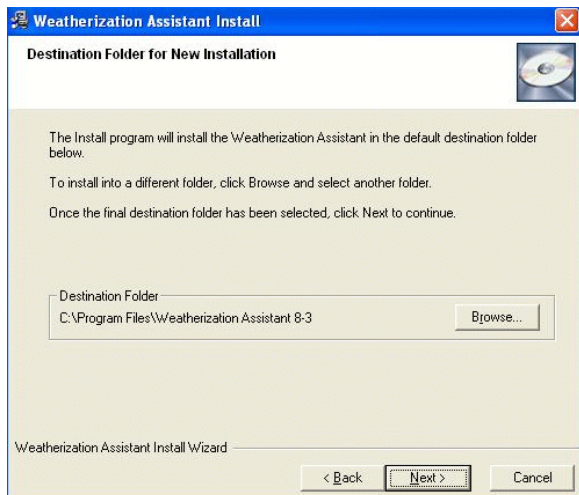 Weatherization Assistant Install
Destination Folder for New Installation
The Install program will install the Weatherization Assistant in the default destination folder
below.
To install into a different folder, click Browse and select another folder.
Once the final destination folder has been selected, click Next to continue.
Destination Folder
C:\Program Files\Weatherization Assistant 8-3
Browse...
Weatherization Assistant Install Wizard
< Back
Next >
Cancel